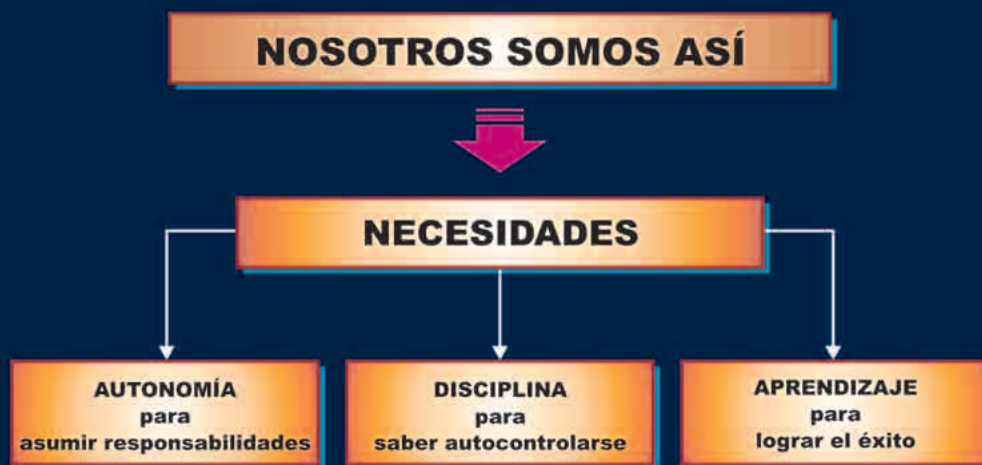 NOSOTROS SOMOS ASÍ
NECESIDADES
AUTONOMÍA
para
asumir responsabilidades
DISCIPLINA
para
saber autocontrolarse
APRENDIZAJE
para
lograr el éxito